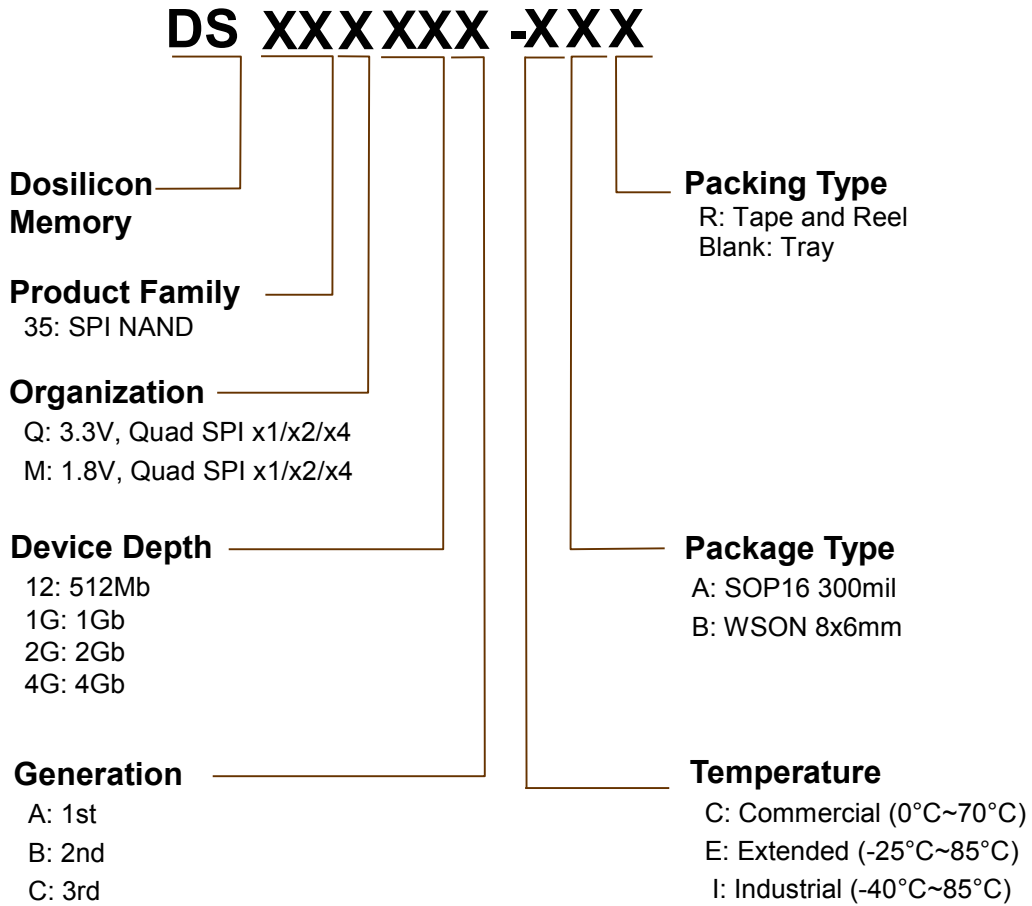 DS XXXXXX -XXX
Dosilicon
Memory
Product Family
35: SPI NAND
Organization
Q: 3.3V, Quad SPI x1/x2/x4
M: 1.8V, Quad SPI x1/x2/x4
Device Depth
12: 512Mb
1G: 1Gb
2G: 2Gb
4G: 4Gb
Generation
A: 1st
B: 2nd
C: 3rd
Packing Type
R: Tape and Reel
Blank: Tray
Package Type
A: SOP16 300mil
B: WSON 8x6mm
Temperature
C: Commercial (0°C~70°C)
E: Extended (-25°C~85°C)
I: Industrial (-40°C~85°C)